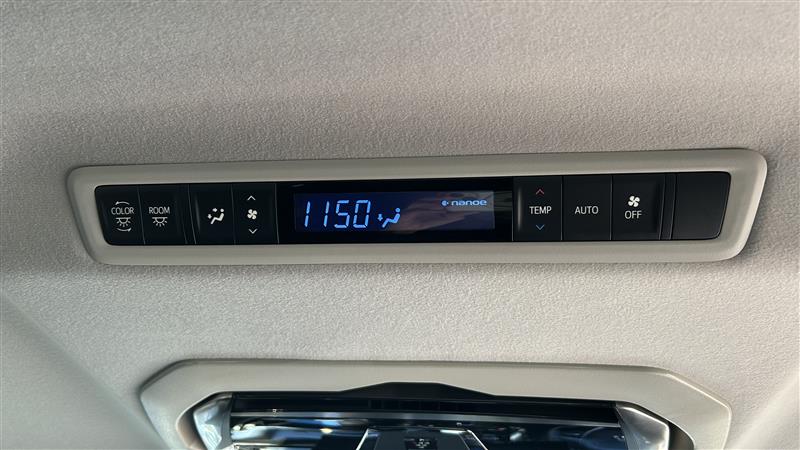 COLOR
ROOM
1150
nanoe
TEMP
AUTO
OFF